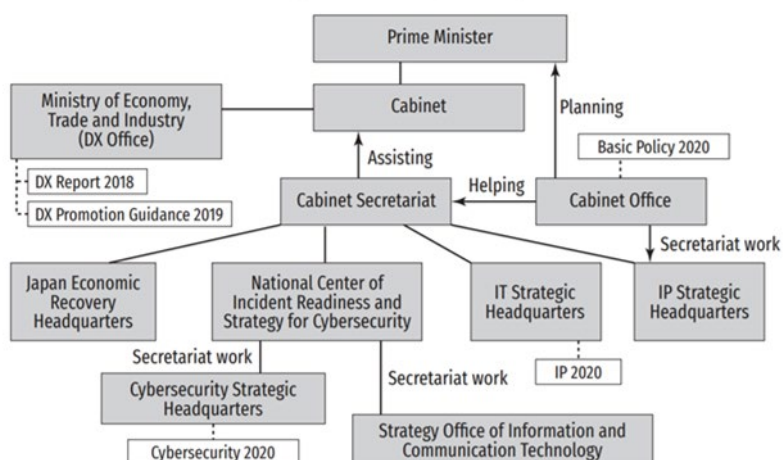 Prime Minister
Ministry of Economy,
Trade and Industry
(DX Office)
Cabinet
Planning
Basic Policy 2020
Assisting
DX Report 2018
Helping
Cabinet Secretariat
Cabinet Office
DX Promotion Guidance 2019
Secretariat work
Japan Economic
Recovery
Headquarters
National Center of
Incident Readiness and
Strategy for Cybersecurity
IT Strategic
Headquarters
IP Strategic
Headquarters
Secretariat work
IP 2020
Secretariat work
Cybersecurity Strategic
Headquarters
Strategy Office of Information and
Communication Technology
Cybersecurity 2020